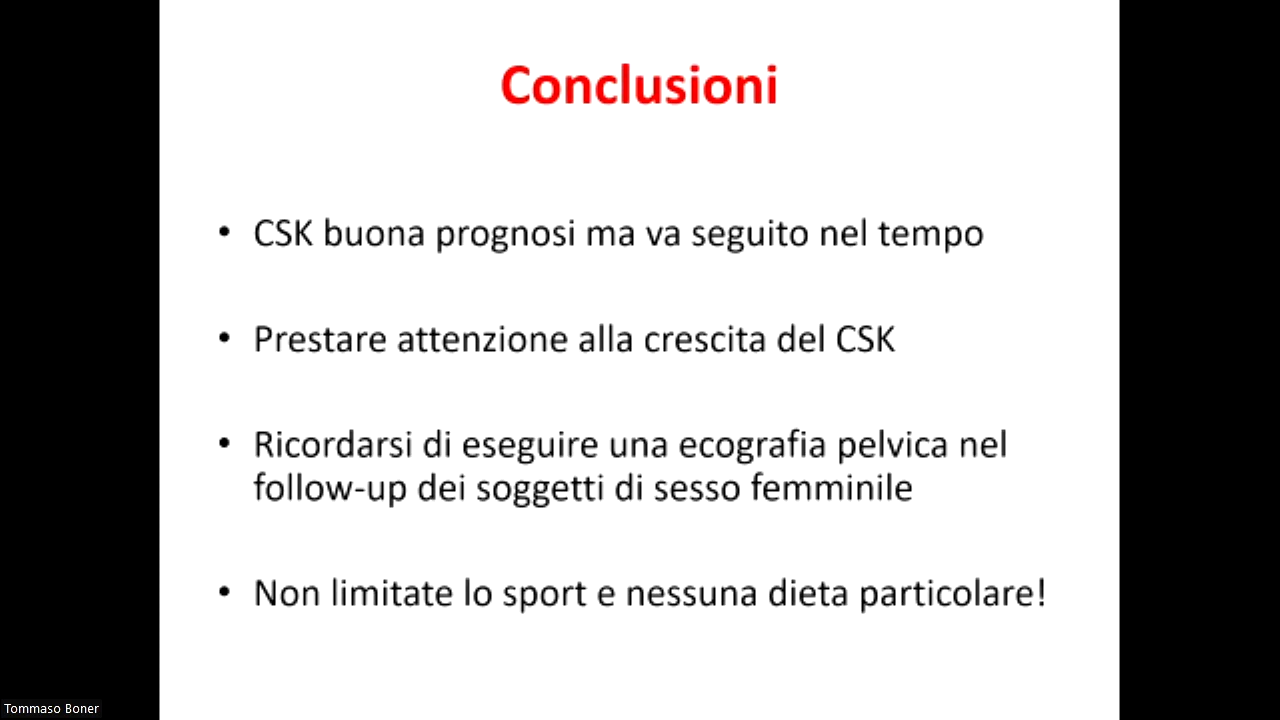 Conclusioni
• CSK buona prognosi ma va seguito nel tempo
• Prestare attenzione alla crescita del CSK
• Ricordarsi di eseguire una ecografia pelvica nel
follow-up dei soggetti di sesso femminile
• Non limitate lo sport e nessuna dieta particolare!
Tommaso Boner